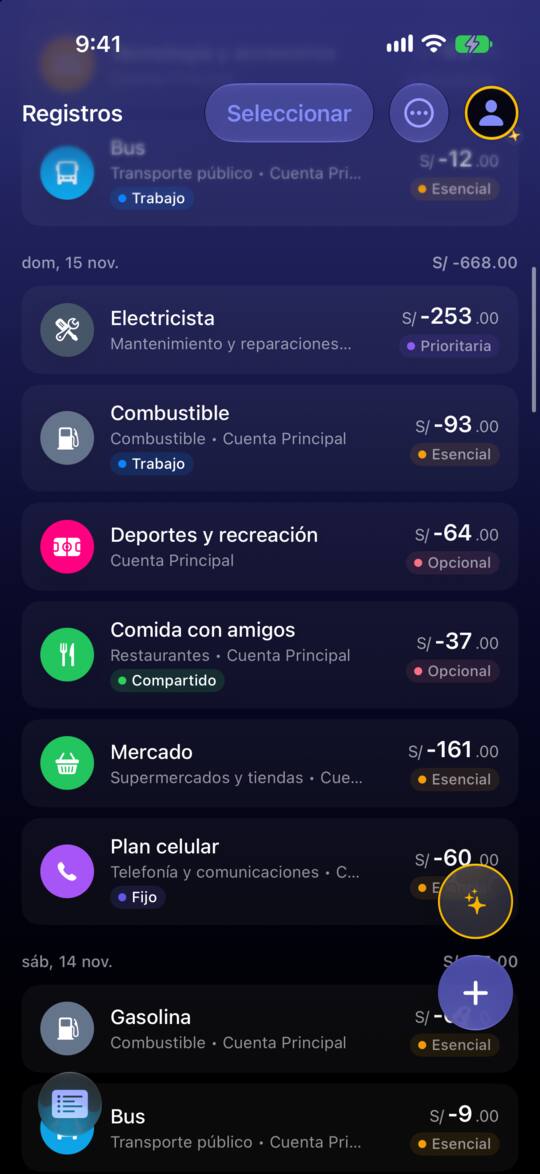 9:41
Registros
Seleccionar
Bus
S/ -12.00
Transporte público • Cuenta Pri...
Trabajo
Esencial
dom, 15 nov.
S/ -668.00
Electricista
S/ -253.00
Mantenimiento y reparaciones...
Prioritaria
Combustible
S/ -93.00
Combustible • Cuenta Principal
Esencial
Trabajo
Deportes y recreación
S/ -64.00
Cuenta Principal
Opcional
Comida con amigos
S/ -37.00
Restaurantes • Cuenta Principal
Opcional
Compartido
Mercado
S/ -161.00
Supermercados y tiendas • Cue...
Esencial
Plan celular
S/ -60.00
Telefonía y comunicaciones • C...
Fijo
sáb, 14 nov.
Gasolina
S/
Combustible • Cuenta Principal
Esencial
Bus
S/ -9.00
Transporte público • Cuenta Pri...
Esencial